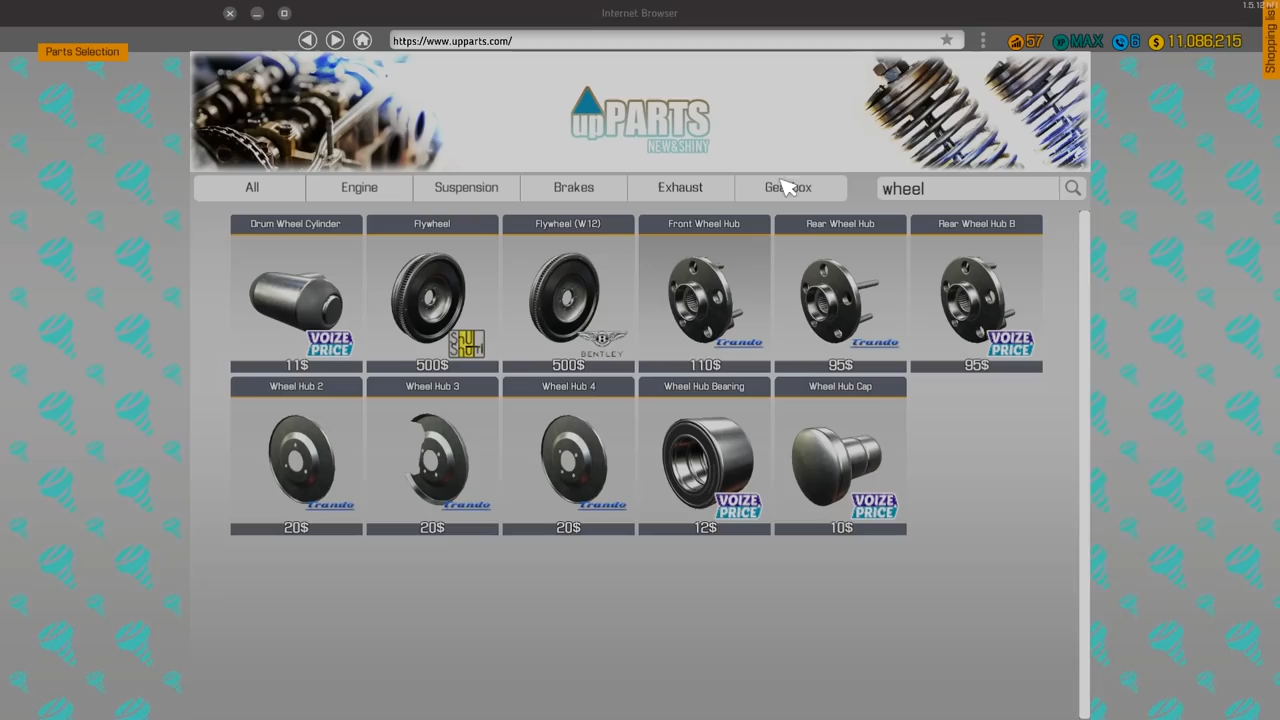 Internet Browser
1.5.12
https://www.upparts.com/
57
MAX
6
11,086,215
Shopping list
Parts Selection
upPARTS
NEW&SHINY
All
Engine
Suspension
Brakes
Exhaust
Gearbox
wheel
Drum Wheel Cylinder
Flywheel
Flywheel (W12)
Front Wheel Hub
Rear Wheel Hub
Rear Wheel Hub B
VOIZE PRICE
BENTLEY
Trando
Trando
VOIZE PRICE
11$
500$
500$
110$
95$
95$
Wheel Hub 2
Wheel Hub 3
Wheel Hub 4
Wheel Hub Bearing
Wheel Hub Cap
Trando
Trando
Trando
VOIZE PRICE
VOIZE PRICE
20$
20$
20$
12$
10$